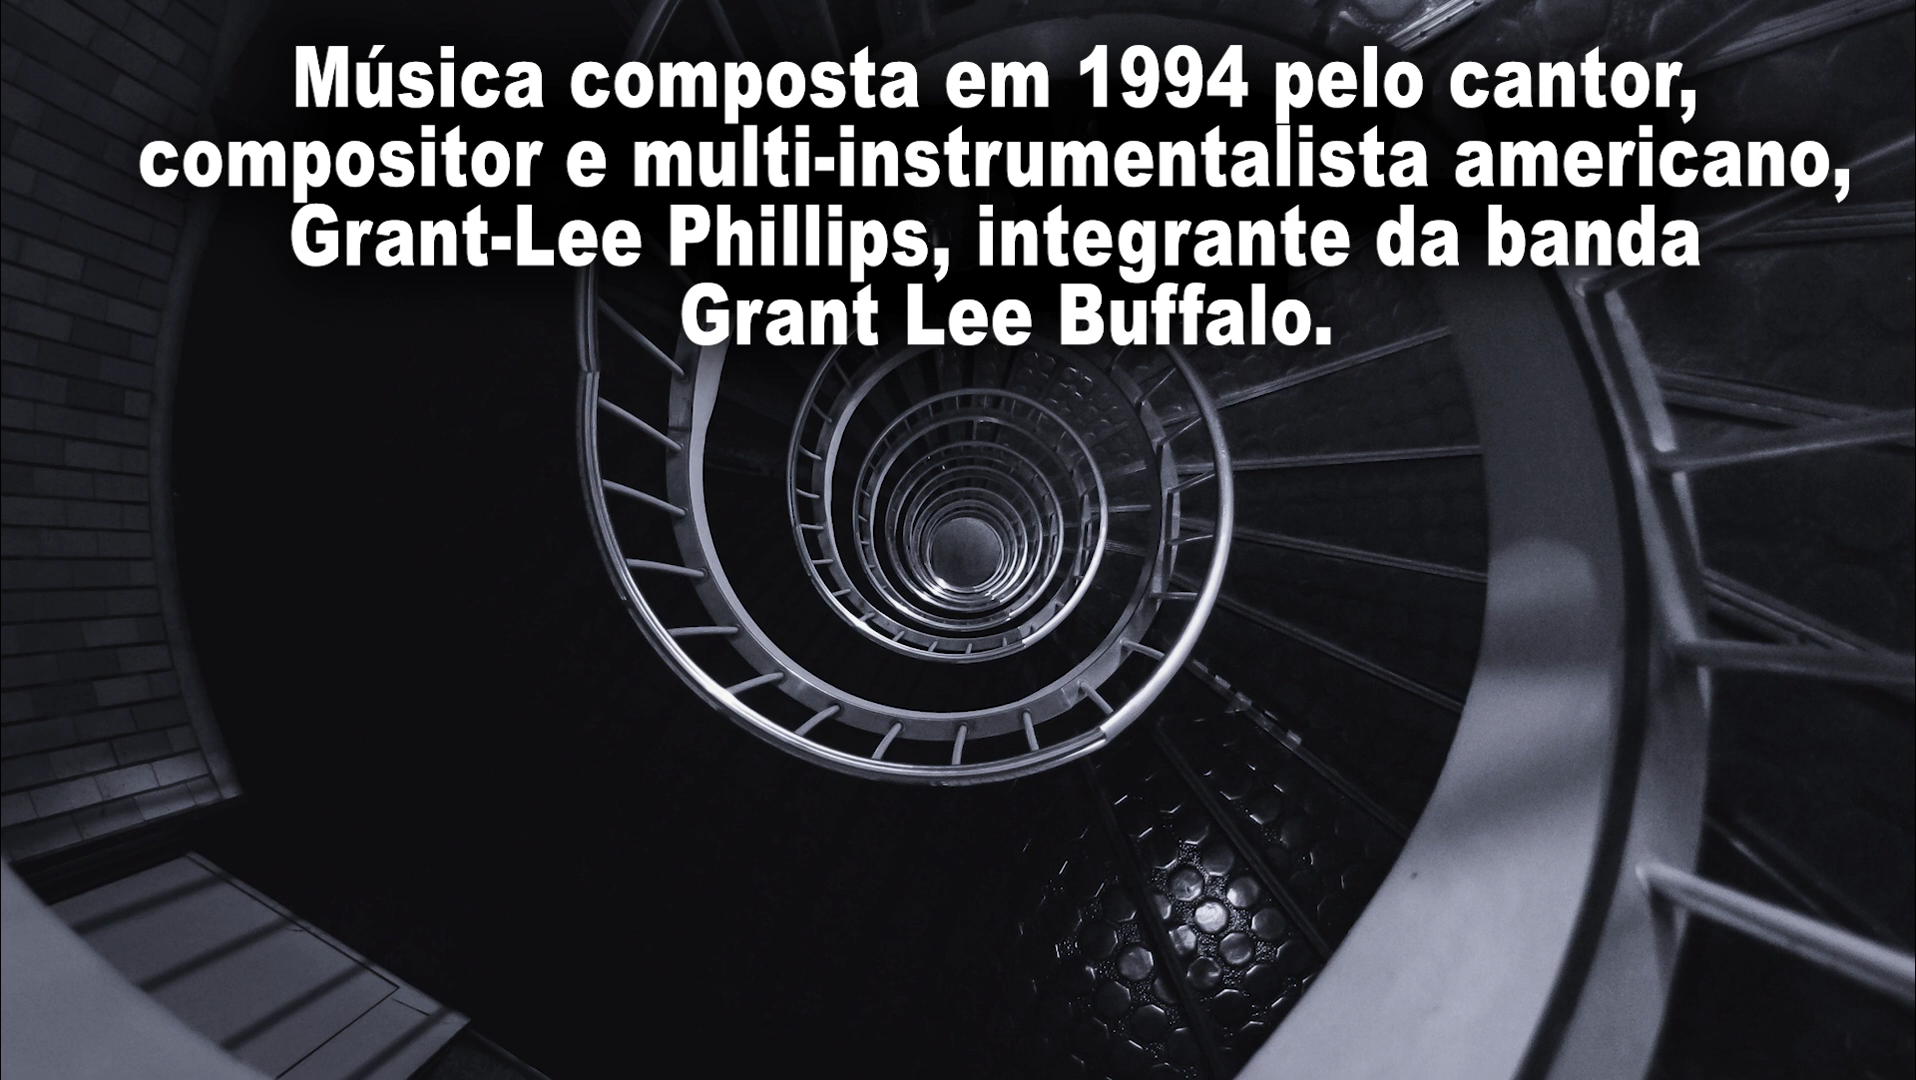 Música composta em 1994 pelo cantor,
compositor e multi-instrumentalista americano,
Grant-Lee Phillips, integrante da banda
Grant Lee Buffalo.